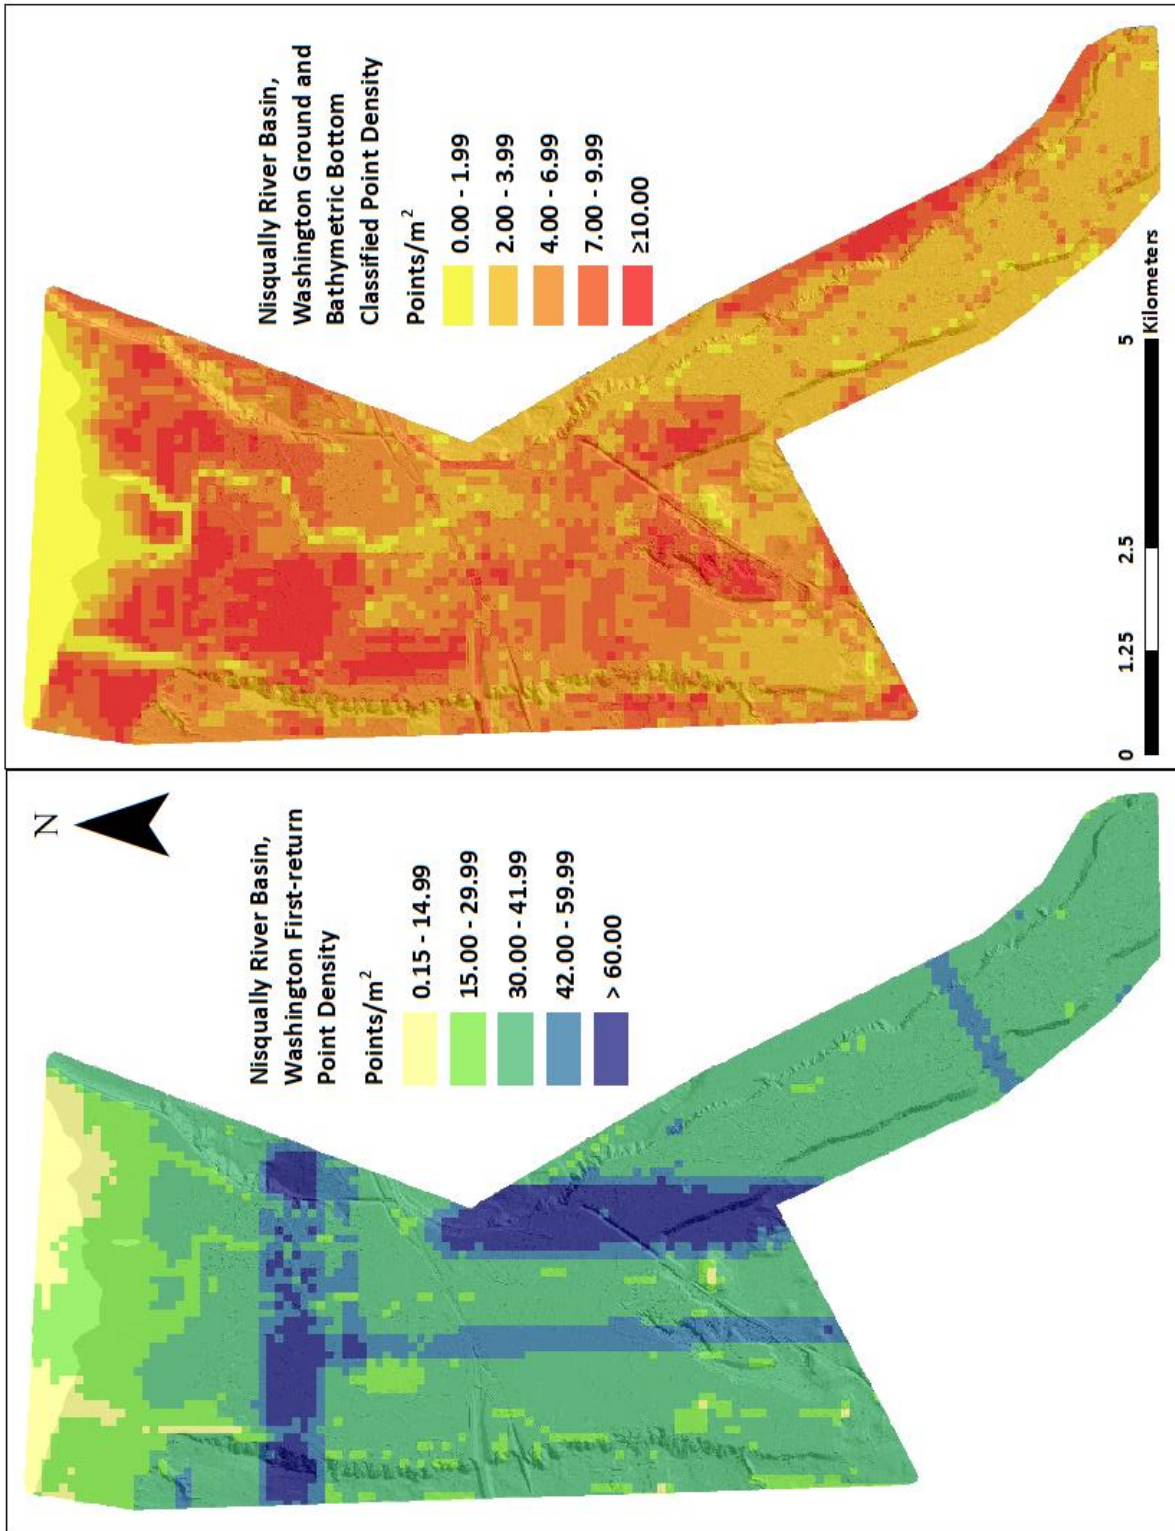 N
Nisqually River Basin,
Washington First-return
Point Density
Points/m²
0.15 - 14.99
15.00 - 29.99
30.00 - 41.99
42.00 - 59.99
> 60.00
Nisqually River Basin,
Washington Ground and
Bathymetric Bottom
Classified Point Density
Points/m²
0.00 - 1.99
2.00 - 3.99
4.00 - 6.99
7.00 - 9.99
≥10.00
0 1.25 2.5 5
Kilometers